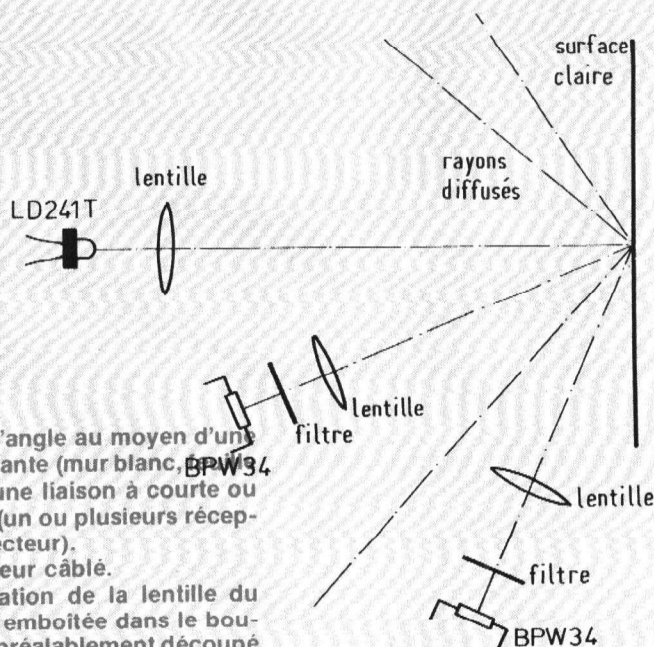 surface
claire
rayons
diffusés
lentille
LD241T
lentille
filtre
BPW34
lentille
filtre
BPW34
'angle au moyen d'une
ante (mur blanc,
une liaison à courte ou
(un ou plusieurs récep-
ecteur).
eur câblé.
ation de la lentille du
emboîtée dans le bou-
préalablement découpé